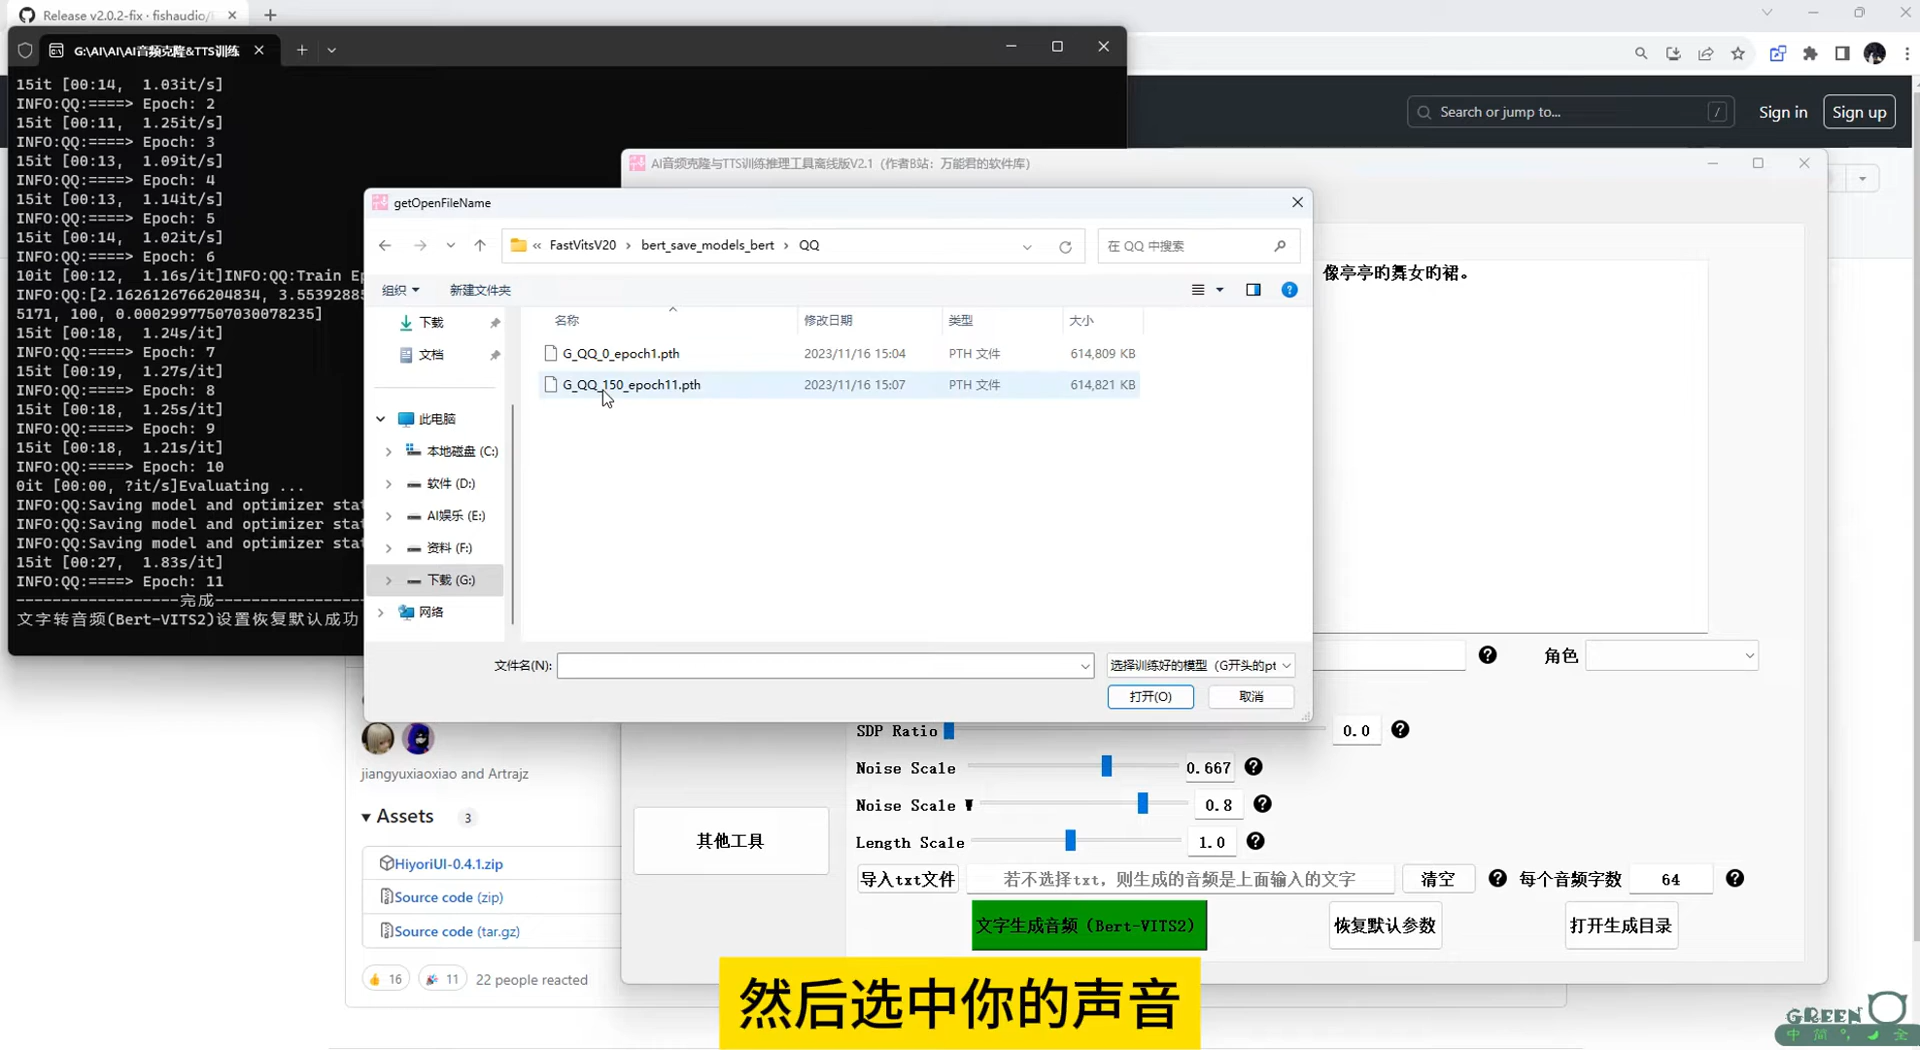 Release v2.0.2-fix · fishaudio/
G:\AI\AI\AI音频克隆&TTS训练
15it [00:14,  1.03it/s]
INFO:QQ:====> Epoch: 2
15it [00:11,  1.25it/s]
INFO:QQ:====> Epoch: 3
15it [00:13,  1.09it/s]
INFO:QQ:====> Epoch: 4
15it [00:13,  1.14it/s]
INFO:QQ:====> Epoch: 5
15it [00:14,  1.02it/s]
INFO:QQ:====> Epoch: 6
10it [00:12,  1.16s/it]INFO:QQ:Train Ep
INFO:QQ:[2.1626126766204834, 3.55392885
5171, 100, 0.00029977507030078235]
15it [00:18,  1.24s/it]
INFO:QQ:====> Epoch: 7
15it [00:19,  1.27s/it]
INFO:QQ:====> Epoch: 8
15it [00:18,  1.25s/it]
INFO:QQ:====> Epoch: 9
15it [00:18,  1.21s/it]
INFO:QQ:====> Epoch: 10
0it [00:00, ?it/s]Evaluating ...
INFO:QQ:Saving model and optimizer stat
INFO:QQ:Saving model and optimizer stat
INFO:QQ:Saving model and optimizer stat
15it [00:27,  1.83s/it]
INFO:QQ:====> Epoch: 11
------------------完成------------------
文字转音频(Bert-VITS2)设置恢复默认成功
Search or jump to... /
Sign in
Sign up
AI音频克隆与TTS训练推理工具离线版V2.1（作者B站：万能君的软件库）
getOpenFileName
« FastVitsV20 › bert_save_models_bert › QQ
在 QQ 中搜索
组织
新建文件夹
下载
文档
此电脑
本地磁盘 (C:)
软件 (D:)
AI娱乐 (E:)
资料 (F:)
下载 (G:)
网络
名称 修改日期 类型 大小
G_QQ_0_epoch1.pth 2023/11/16 15:04 PTH 文件 614,809 KB
G_QQ_150_epoch11.pth 2023/11/16 15:07 PTH 文件 614,821 KB
文件名(N):
选择训练好的模型（G开头的pt
打开(O)
取消
像亭亭的舞女的裙。
角色
SDP Ratio 0.0
Noise Scale 0.667
Noise Scale W 0.8
Length Scale 1.0
其他工具
导入txt文件
若不选择txt，则生成的音频是上面输入的文字
清空
每个音频字数 64
文字生成音频（Bert-VITS2）
恢复默认参数
打开生成目录
jiangyuxiaoxiao and Artrajz
Assets 3
HiyoriUI-0.4.1.zip
Source code (zip)
Source code (tar.gz)
16
11
22 people reacted
然后选中你的声音
GREEN
中 简 °, 全